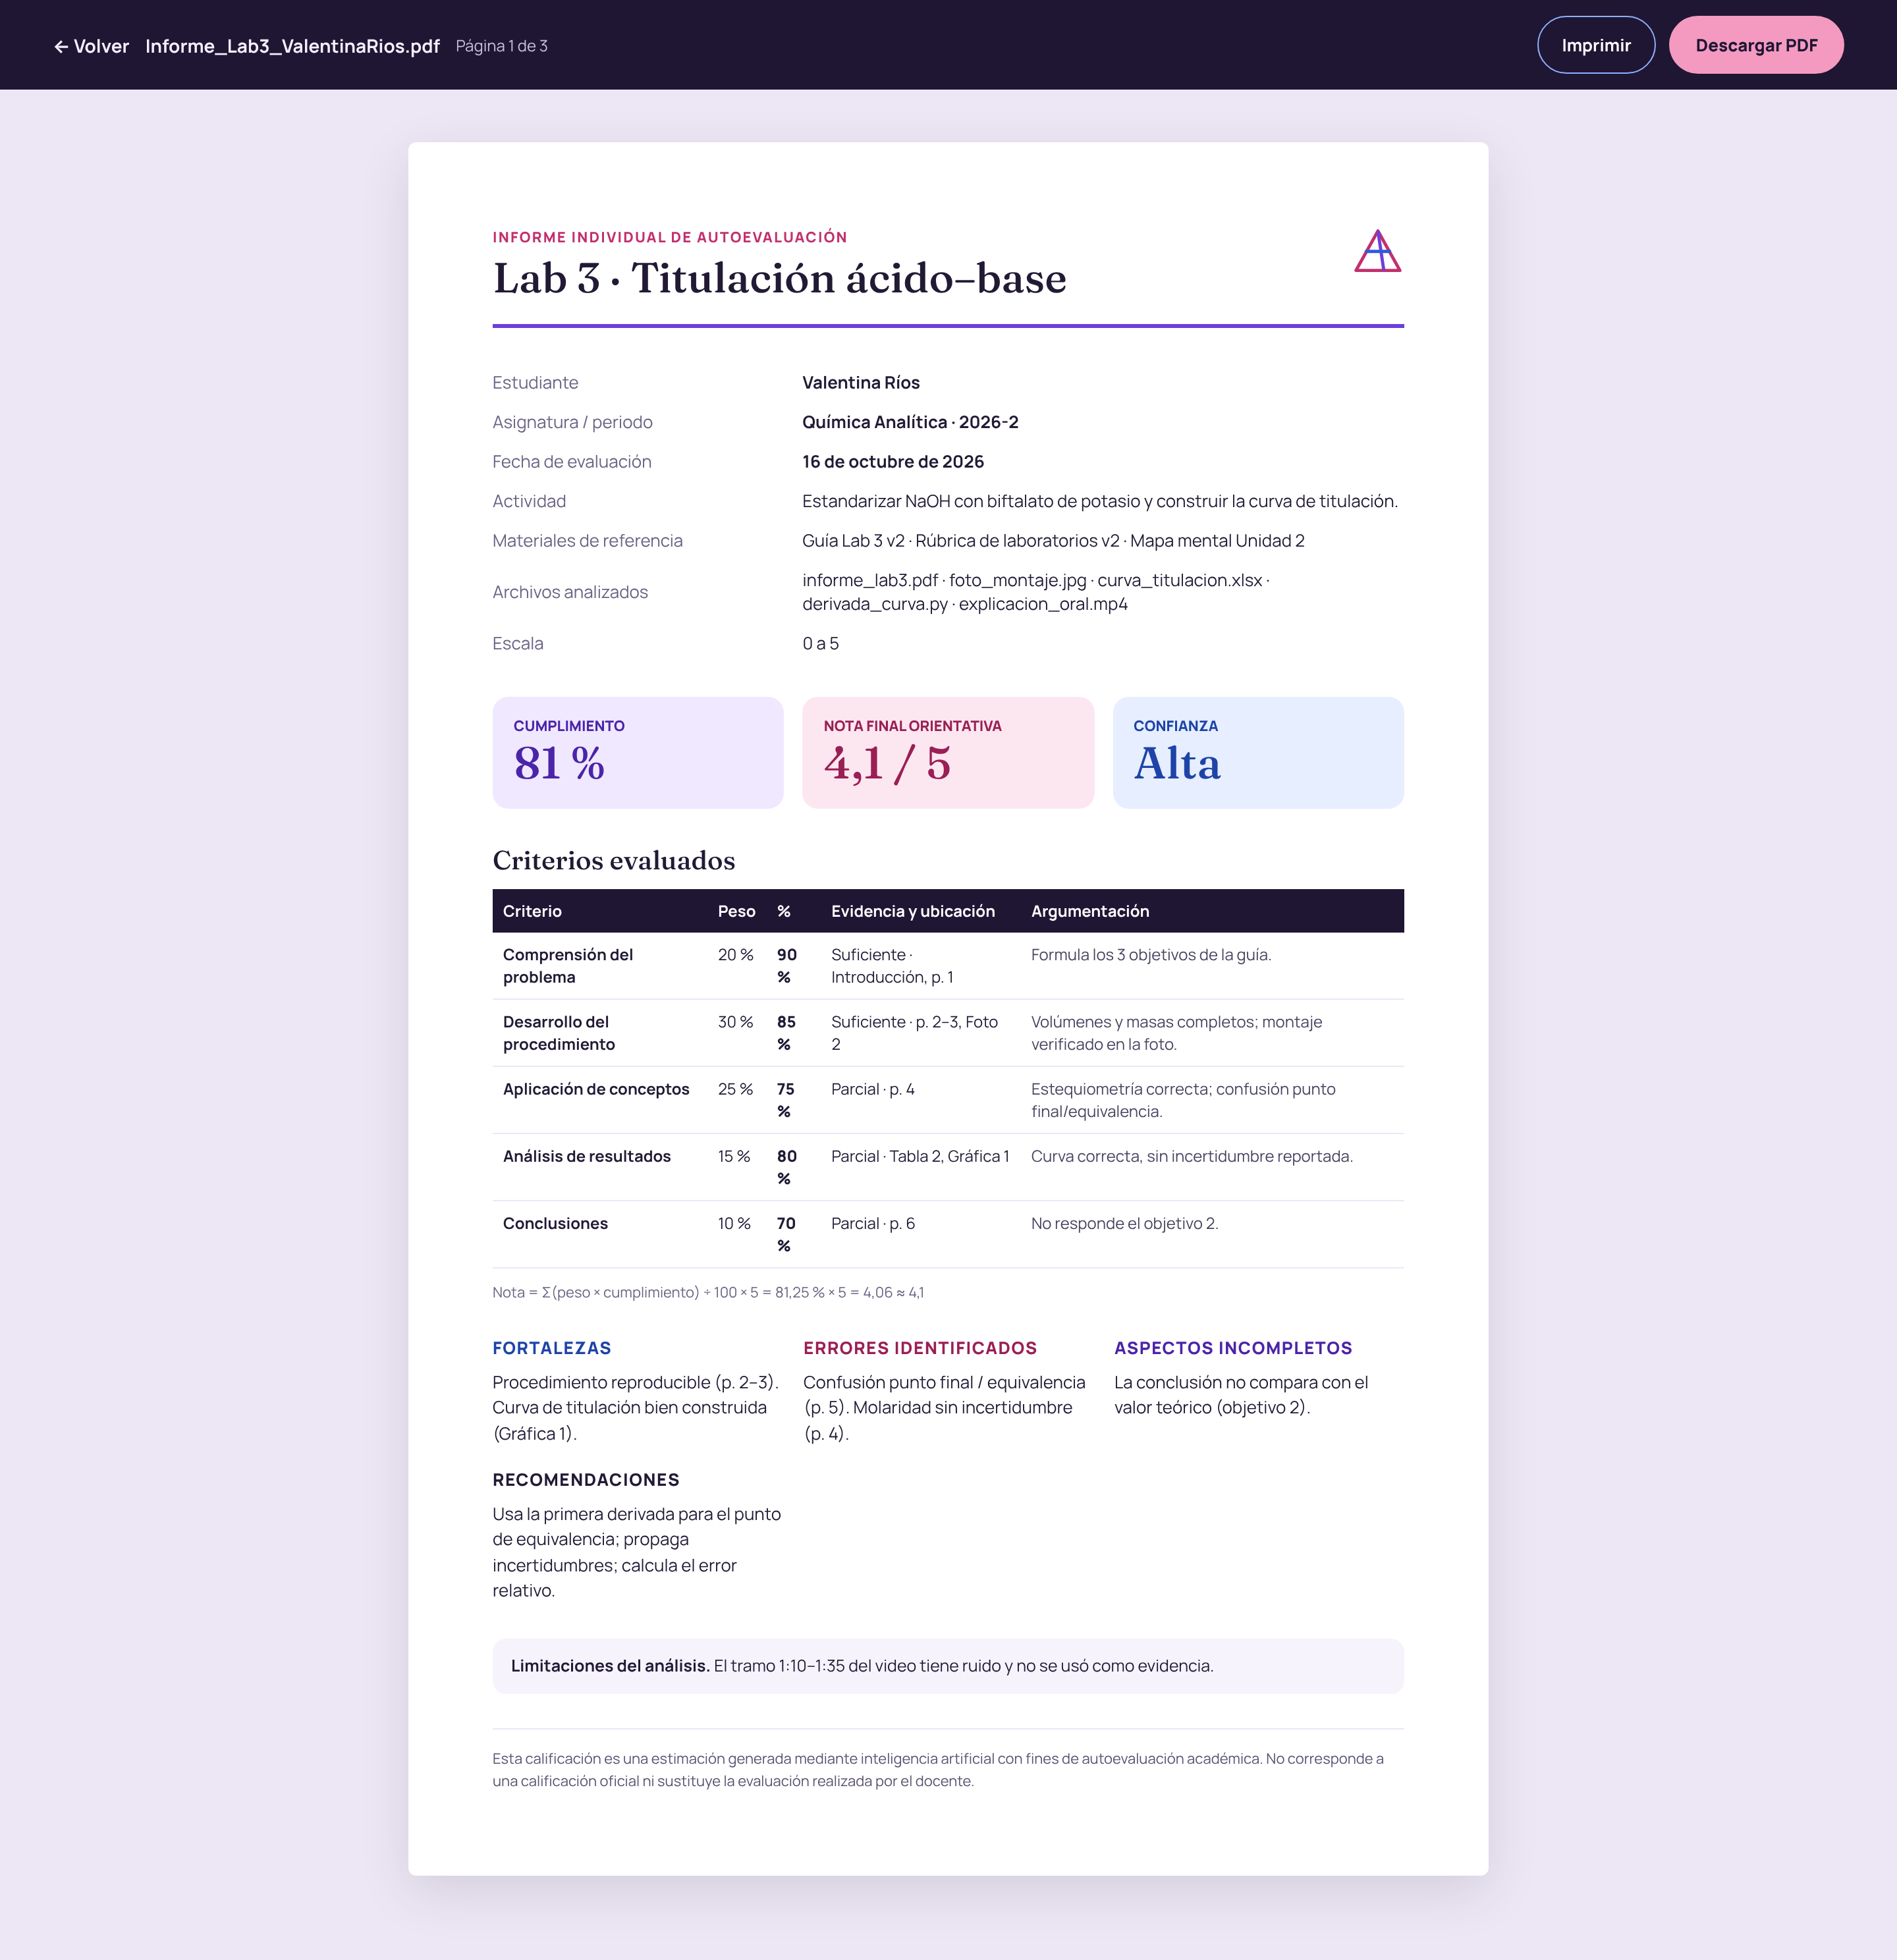 ← Volver Informe_Lab3_ValentinaRios.pdf Página 1 de 3 Imprimir Descargar PDF
INFORME INDIVIDUAL DE AUTOEVALUACIÓN
Lab 3 · Titulación ácido–base
Estudiante Valentina Ríos
Asignatura / periodo Química Analítica · 2026-2
Fecha de evaluación 16 de octubre de 2026
Actividad Estandarizar NaOH con biftalato de potasio y construir la curva de titulación.
Materiales de referencia Guía Lab 3 v2 · Rúbrica de laboratorios v2 · Mapa mental Unidad 2
Archivos analizados informe_lab3.pdf · foto_montaje.jpg · curva_titulacion.xlsx ·
derivada_curva.py · explicacion_oral.mp4
Escala 0 a 5
CUMPLIMIENTO
81 %
NOTA FINAL ORIENTATIVA
4,1 / 5
CONFIANZA
Alta
Criterios evaluados
Criterio Peso % Evidencia y ubicación Argumentación
Comprensión del 20 % 90 Suficiente · Formula los 3 objetivos de la guía.
problema % Introducción, p. 1
Desarrollo del 30 % 85 Suficiente · p. 2–3, Foto Volúmenes y masas completos; montaje
procedimiento % 2 verificado en la foto.
Aplicación de conceptos 25 % 75 Parcial · p. 4 Estequiometría correcta; confusión punto
% final/equivalencia.
Análisis de resultados 15 % 80 Parcial · Tabla 2, Gráfica 1 Curva correcta, sin incertidumbre reportada.
%
Conclusiones 10 % 70 Parcial · p. 6 No responde el objetivo 2.
%
Nota = Σ(peso × cumplimiento) ÷ 100 × 5 = 81,25 % × 5 = 4,06 ≈ 4,1
FORTALEZAS
Procedimiento reproducible (p. 2–3).
Curva de titulación bien construida
(Gráfica 1).
ERRORES IDENTIFICADOS
Confusión punto final / equivalencia
(p. 5). Molaridad sin incertidumbre
(p. 4).
ASPECTOS INCOMPLETOS
La conclusión no compara con el
valor teórico (objetivo 2).
RECOMENDACIONES
Usa la primera derivada para el punto
de equivalencia; propaga
incertidumbres; calcula el error
relativo.
Limitaciones del análisis. El tramo 1:10–1:35 del video tiene ruido y no se usó como evidencia.
Esta calificación es una estimación generada mediante inteligencia artificial con fines de autoevaluación académica. No corresponde a
una calificación oficial ni sustituye la evaluación realizada por el docente.